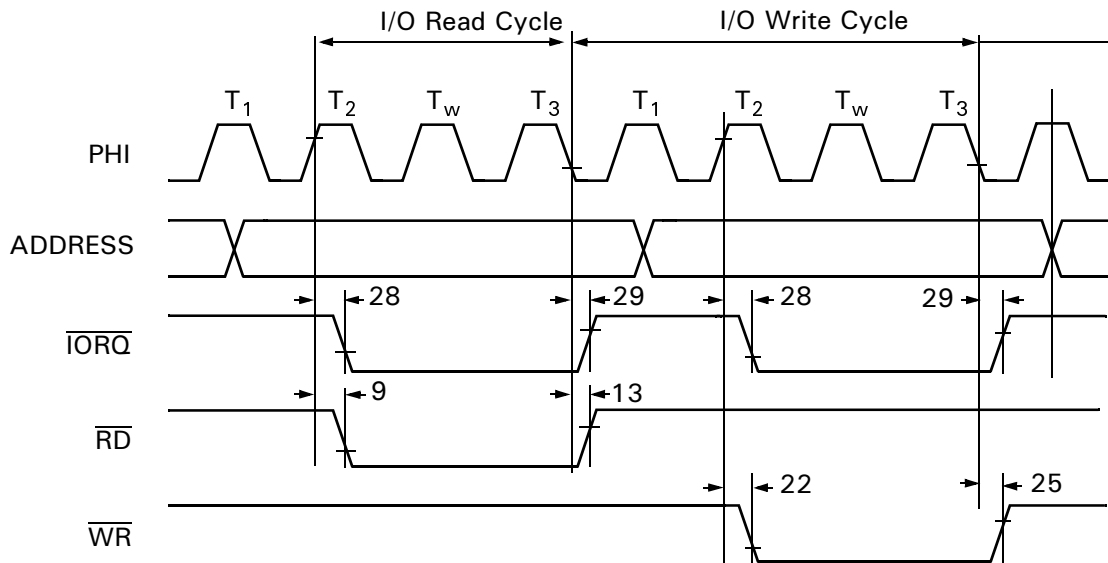 I/O Read Cycle I/O Write Cycle
T1 T2 Tw T3 T1 T2 Tw T3
PHI
ADDRESS
28 29 28 29
IORQ
9 13
RD
22 25
WR